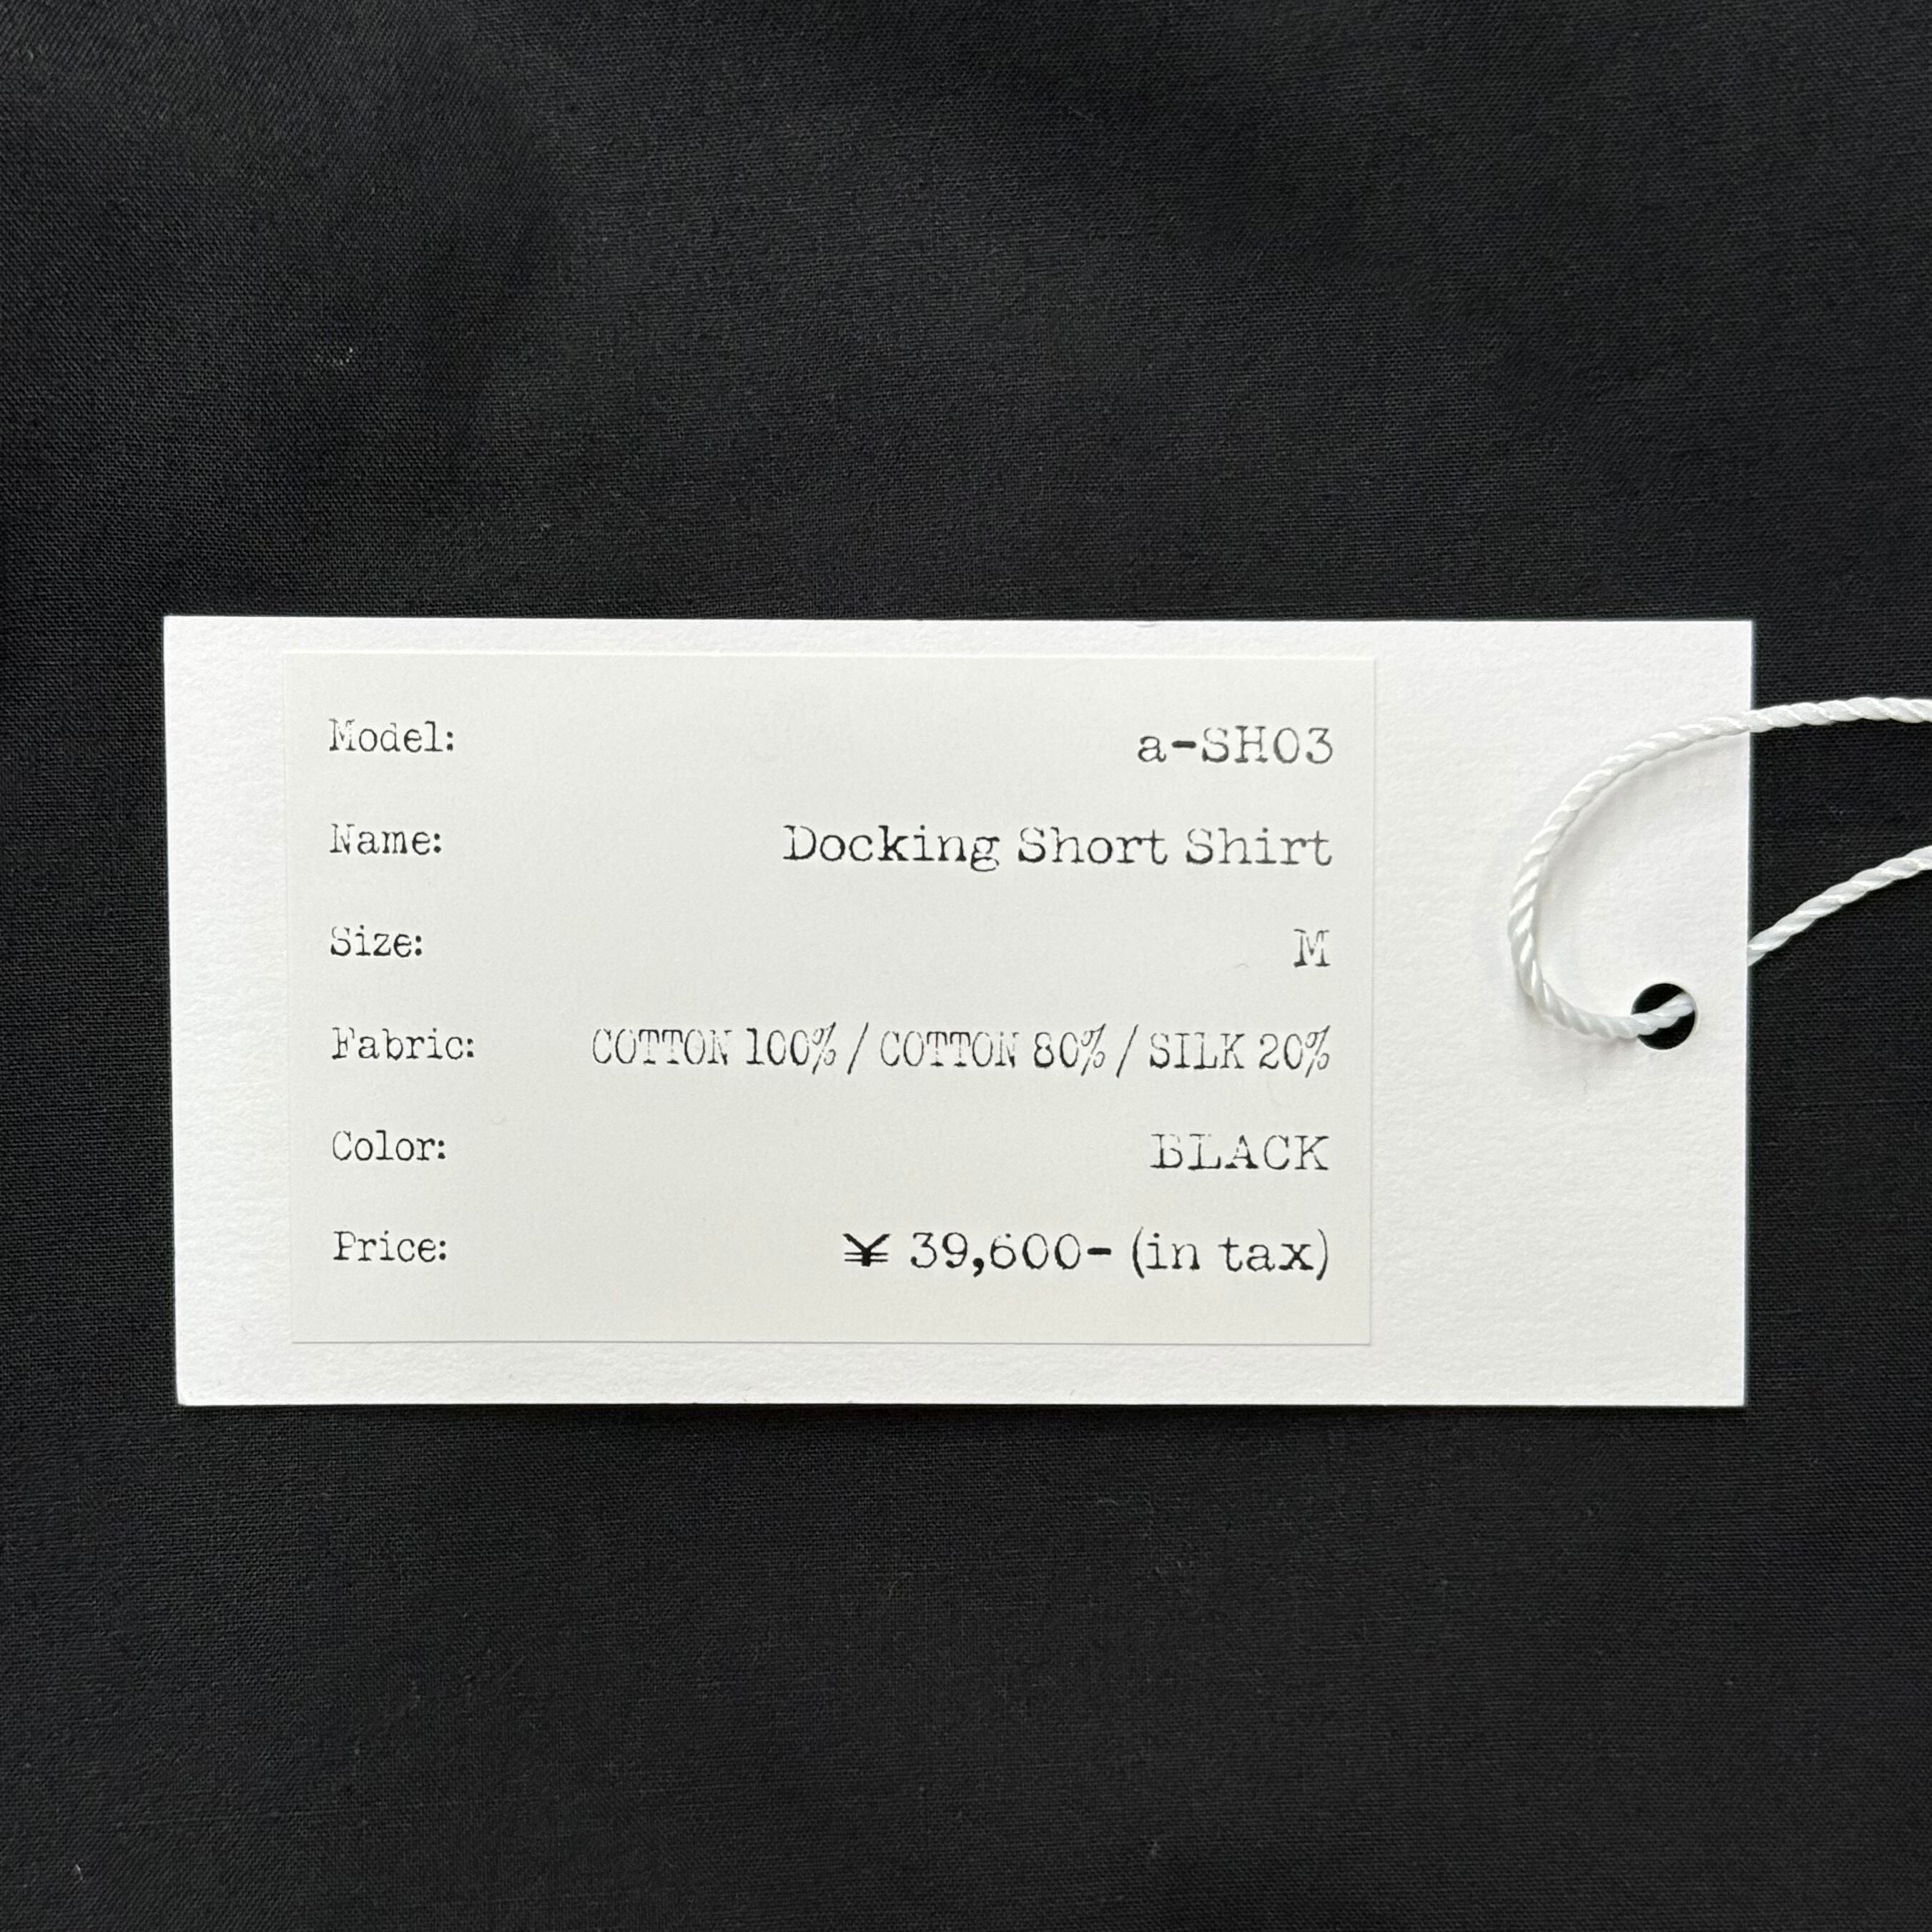 Model: a-SH03
Name: Docking Short Shirt
Size: M
Fabric: COTTON 100% / COTTON 80% / SILK 20%
Color: BLACK
Price: ¥ 39,600- (in tax)